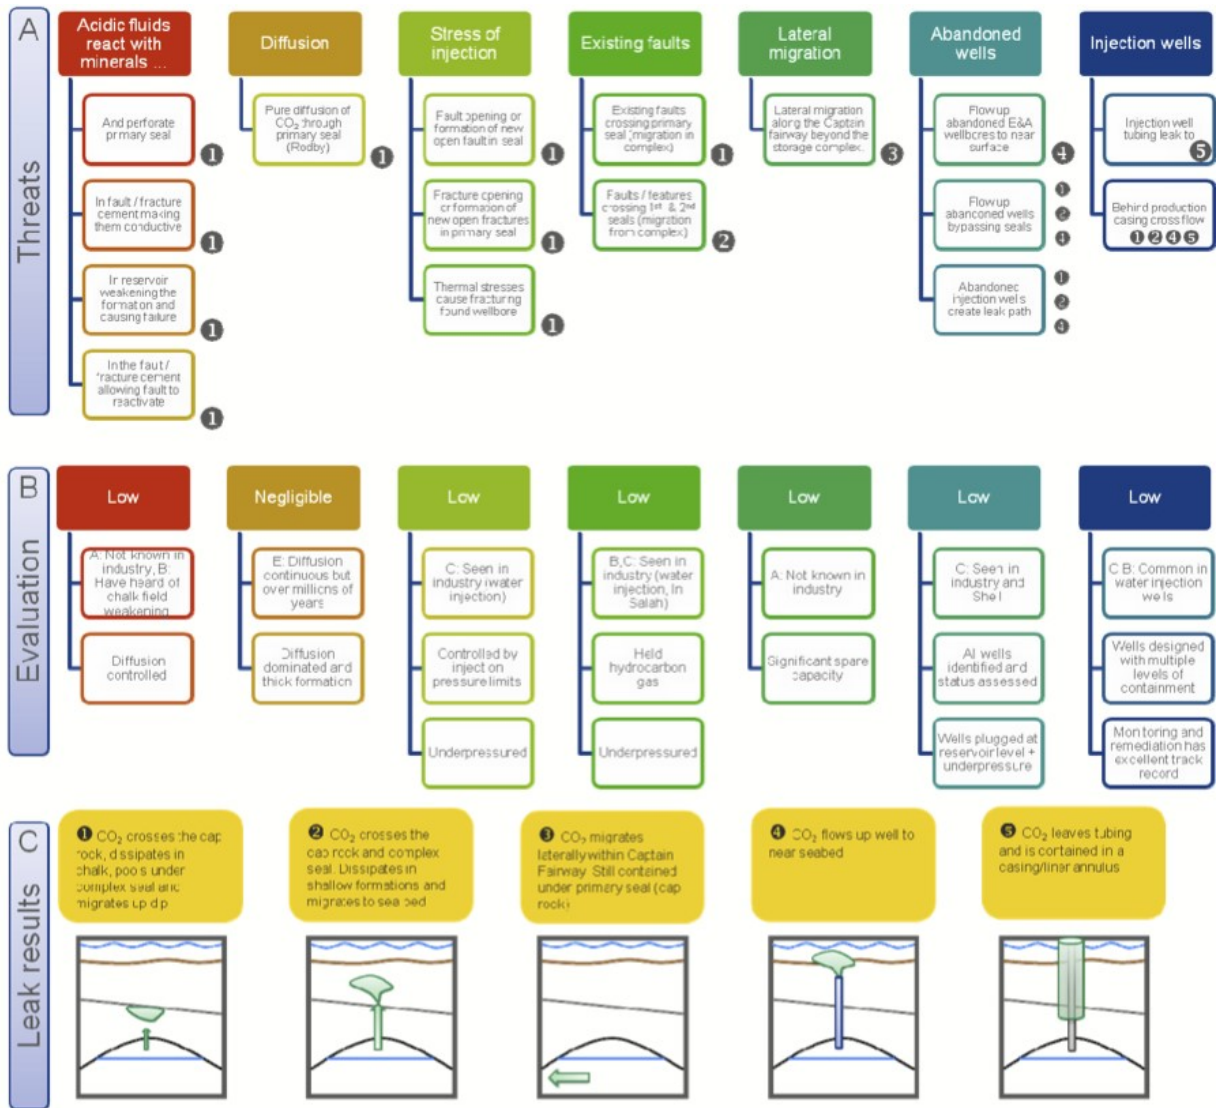 A
Threats
Acidic fluids
react with
minerals ...
Diffusion
Stress of
injection
Existing faults
Lateral
migration
Abandoned
wells
Injection wells
And perforate
primary seal
1
In fault / fracture
cement making
them conductive
1
In reservoir
weakening the
formation and
causing failure
1
In the faut /
fracture cement
allowing fault to
reactivate
1
Pure diffusion of
CO₂ through
primary seal
(Rodby)
1
Fault opening or
formation of new
open fault in seal
1
Fracture opening
or formation of
new open fractures
in primary seal
1
Thermal stresses
cause fracturing
found wellbore
1
Existing faults
crossing primary
seal (migration in
complex)
1
Faults / features
crossing 1st & 2nd
seals (migration
from complex)
2
Lateral migration
along the Captain
fairway beyond the
storage complex.
3
Flow up
abandoned E&A
wellbores to near
surface
4
Flow up
abandoned wells
bypassing seals
1
2
4
Abandoned
injection wells
create leak path
1
2
4
Injection well
tubing leak to
5
Behind production
casing cross flow
1 2 4 5
B
Evaluation
Low
Negligible
Low
Low
Low
Low
Low
A: Not known in
industry, B:
Have heard of
chalk field
weakening
Diffusion
controlled
E: Diffusion
continuous but
over millions of
years
Diffusion
dominated and
thick formation
C: Seen in
industry (water
injection)
Controlled by
injection
pressure limits
Underpressured
B,C: Seen in
industry (water
injection, In
Salah)
Held
hydrocarbon
gas
Underpressured
A: Not known in
industry
Significant spare
capacity
C: Seen in
industry and
Shell
All wells
identified and
status assessed
Wells plugged at
reservoir level +
underpressure
C B: Common in
water injection
wells
Wells designed
with multiple
levels of
containment
Monitoring and
remediation has
excellent track
record
C
Leak results
1 CO₂ crosses the cap
rock, dissipates in
chalk, pools under
complex seal and
migrates up dip
2 CO₂ crosses the
cap rock and complex
seal. Dissipates in
shallow formations and
migrates to sea bed
3 CO₂ migrates
laterally within Captain
Fairway. Still contained
under primary seal (cap
rock)
4 CO₂ flows up well to
near seabed
5 CO₂ leaves tubing
and is contained in a
casing/liner annulus